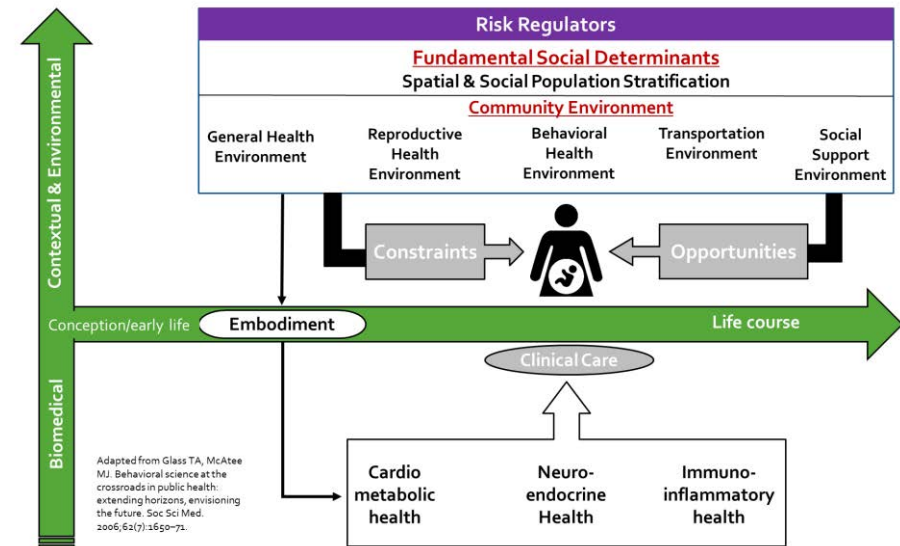 Risk Regulators
Fundamental Social Determinants
Spatial & Social Population Stratification
Community Environment
General Health
Environment
Reproductive
Health
Environment
Behavioral
Health
Environment
Transportation
Environment
Social
Support
Environment
Contextual & Environmental
Constraints
Opportunities
Conception/early life
Embodiment
Life course
Clinical Care
Biomedical
Adapted from Glass TA, McAtee
MJ. Behavioral science at the
crossroads in public health:
extending horizons, envisioning
the future. Soc Sci Med.
2006;62(7):1650–71.
Cardio
metabolic
health
Neuro-
endocrine
Health
Immuno-
inflammatory
health